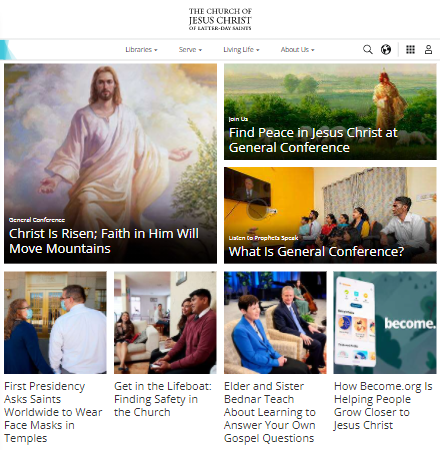 THE CHURCH OF
JESUS CHRIST
OF LATTER-DAY SAINTS
Libraries
Serve
Living Life
About Us
General Conference
Christ Is Risen; Faith in Him Will
Move Mountains
Join Us
Find Peace in Jesus Christ at
General Conference
Listen to Prophets Speak
What Is General Conference?
First Presidency
Asks Saints
Worldwide to Wear
Face Masks in
Temples
Get in the Lifeboat:
Finding Safety in
the Church
become.
Elder and Sister
Bednar Teach
About Learning to
Answer Your Own
Gospel Questions
How Become.org Is
Helping People
Grow Closer to
Jesus Christ